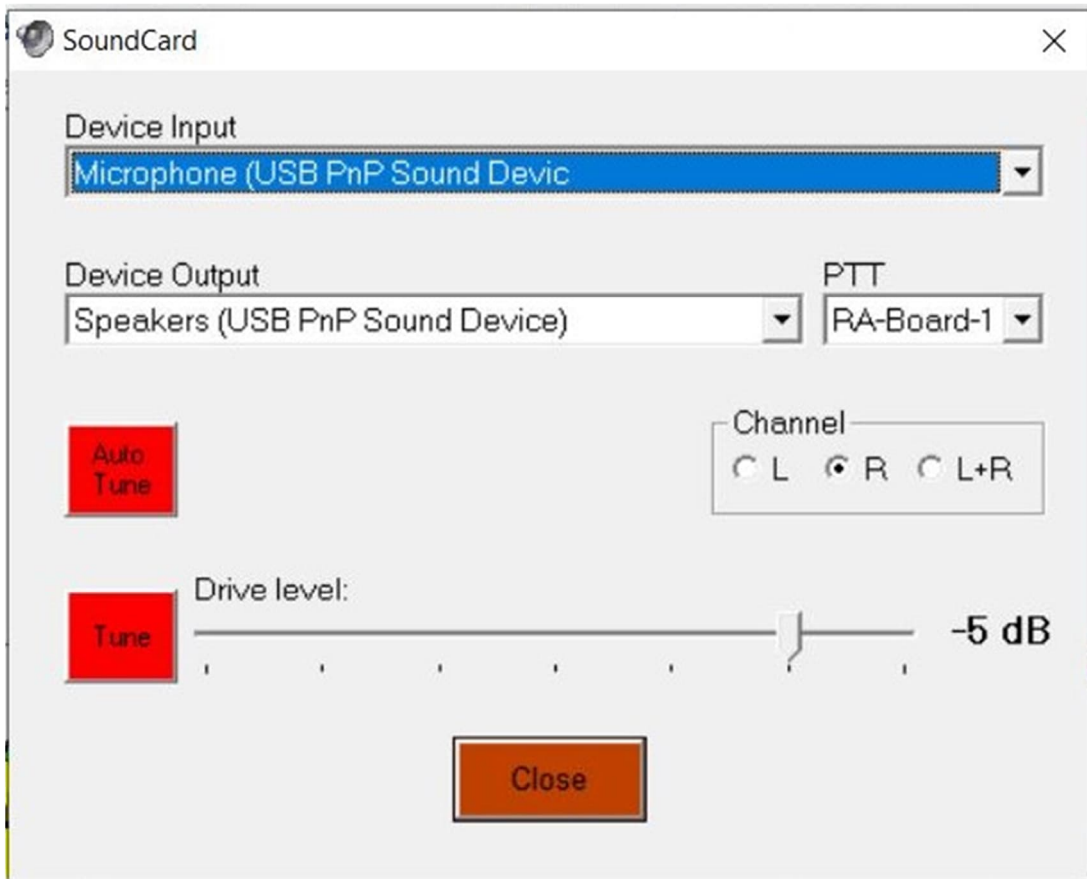 SoundCard
Device Input
Microphone (USB PnP Sound Devic
Device Output
PTT
Speakers (USB PnP Sound Device)
RA-Board-1
Auto
Tune
Channel
L R L+R
Drive level:
Tune
-5 dB
Close